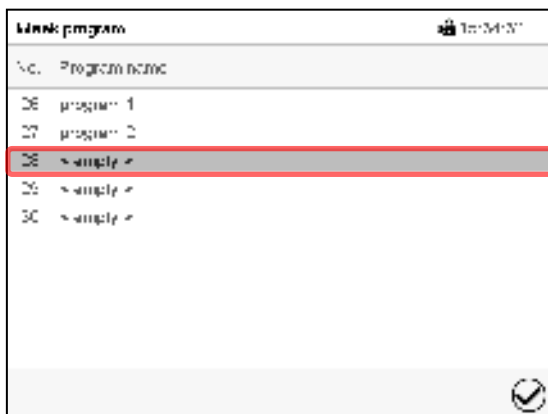 Week program
No. Program name
26 program 1
27 program 2
28 > empty <
29 > empty <
30 > empty <